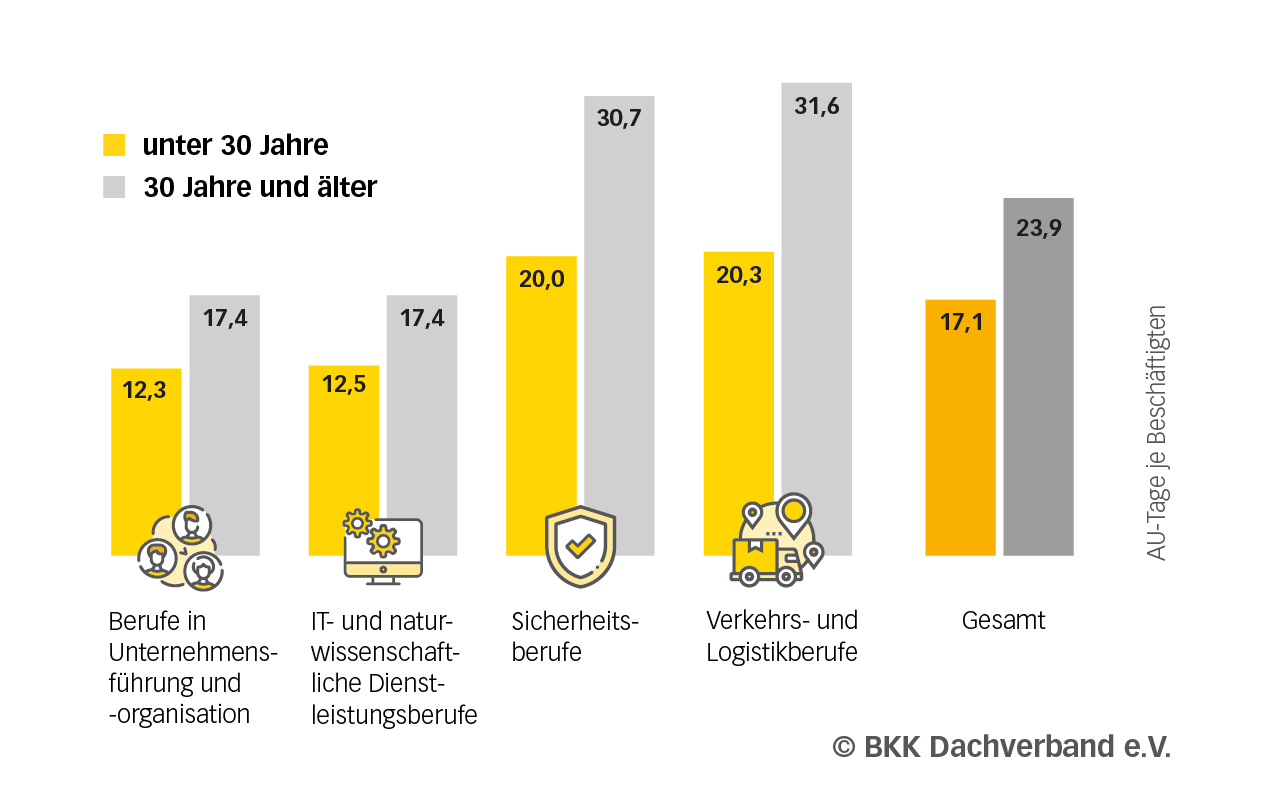 unter 30 Jahre
30 Jahre und älter
12,3
17,4
12,5
17,4
20,0
30,7
20,3
31,6
17,1
23,9
Berufe in
Unternehmens-
führung und
-organisation
IT- und natur-
wissenschaft-
liche Dienst-
leistungsberufe
Sicherheits-
berufe
Verkehrs- und
Logistikberufe
Gesamt
AU-Tage je Beschäftigten
© BKK Dachverband e.V.